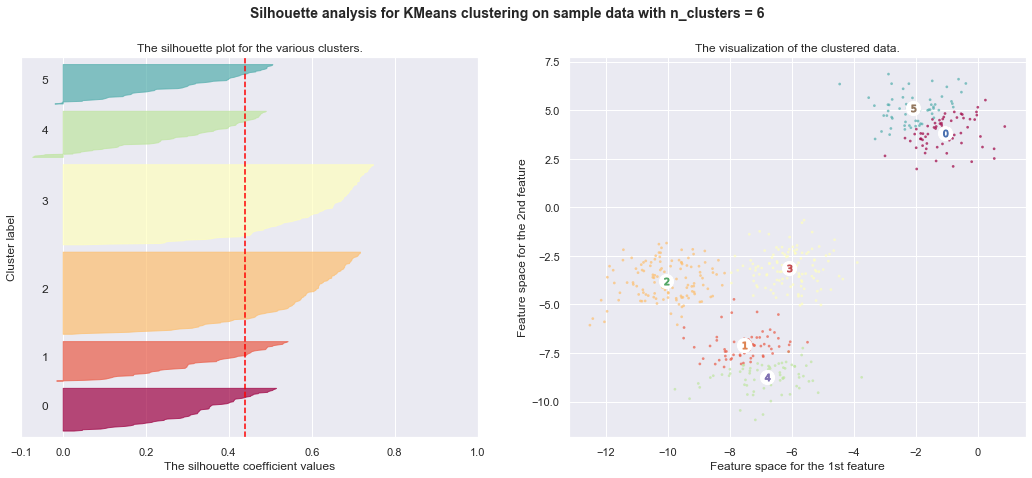 Silhouette analysis for KMeans clustering on sample data with n_clusters = 6
The silhouette plot for the various clusters.
5
4
3
2
1
0
Cluster label
−0.1 0.0 0.2 0.4 0.6 0.8 1.0
The silhouette coefficient values
The visualization of the clustered data.
7.5
5.0
2.5
0.0
−2.5
−5.0
−7.5
−10.0
Feature space for the 2nd feature
5
0
3
2
1
4
−12 −10 −8 −6 −4 −2 0
Feature space for the 1st feature